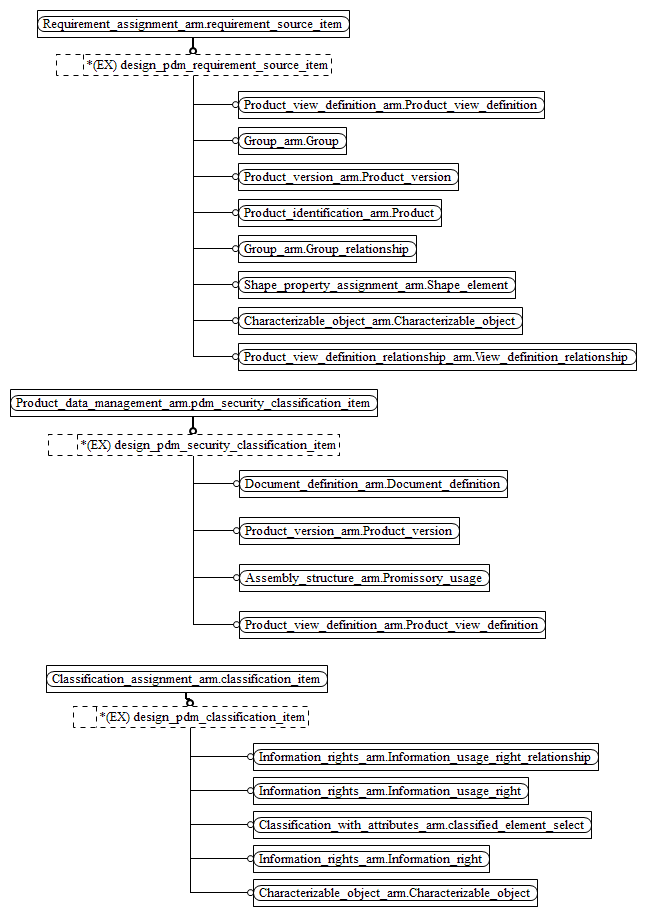 Requirement_assignment_arm.requirement_source_item
*(EX) design_pdm_requirement_source_item
Product_view_definition_arm.Product_view_definition
Group_arm.Group
Product_version_arm.Product_version
Product_identification_arm.Product
Group_arm.Group_relationship
Shape_property_assignment_arm.Shape_element
Characterizable_object_arm.Characterizable_object
Product_view_definition_relationship_arm.View_definition_relationship
Product_data_management_arm.pdm_security_classification_item
*(EX) design_pdm_security_classification_item
Document_definition_arm.Document_definition
Product_version_arm.Product_version
Assembly_structure_arm.Promissory_usage
Product_view_definition_arm.Product_view_definition
Classification_assignment_arm.classification_item
*(EX) design_pdm_classification_item
Information_rights_arm.Information_usage_right_relationship
Information_rights_arm.Information_usage_right
Classification_with_attributes_arm.classified_element_select
Information_rights_arm.Information_right
Characterizable_object_arm.Characterizable_object